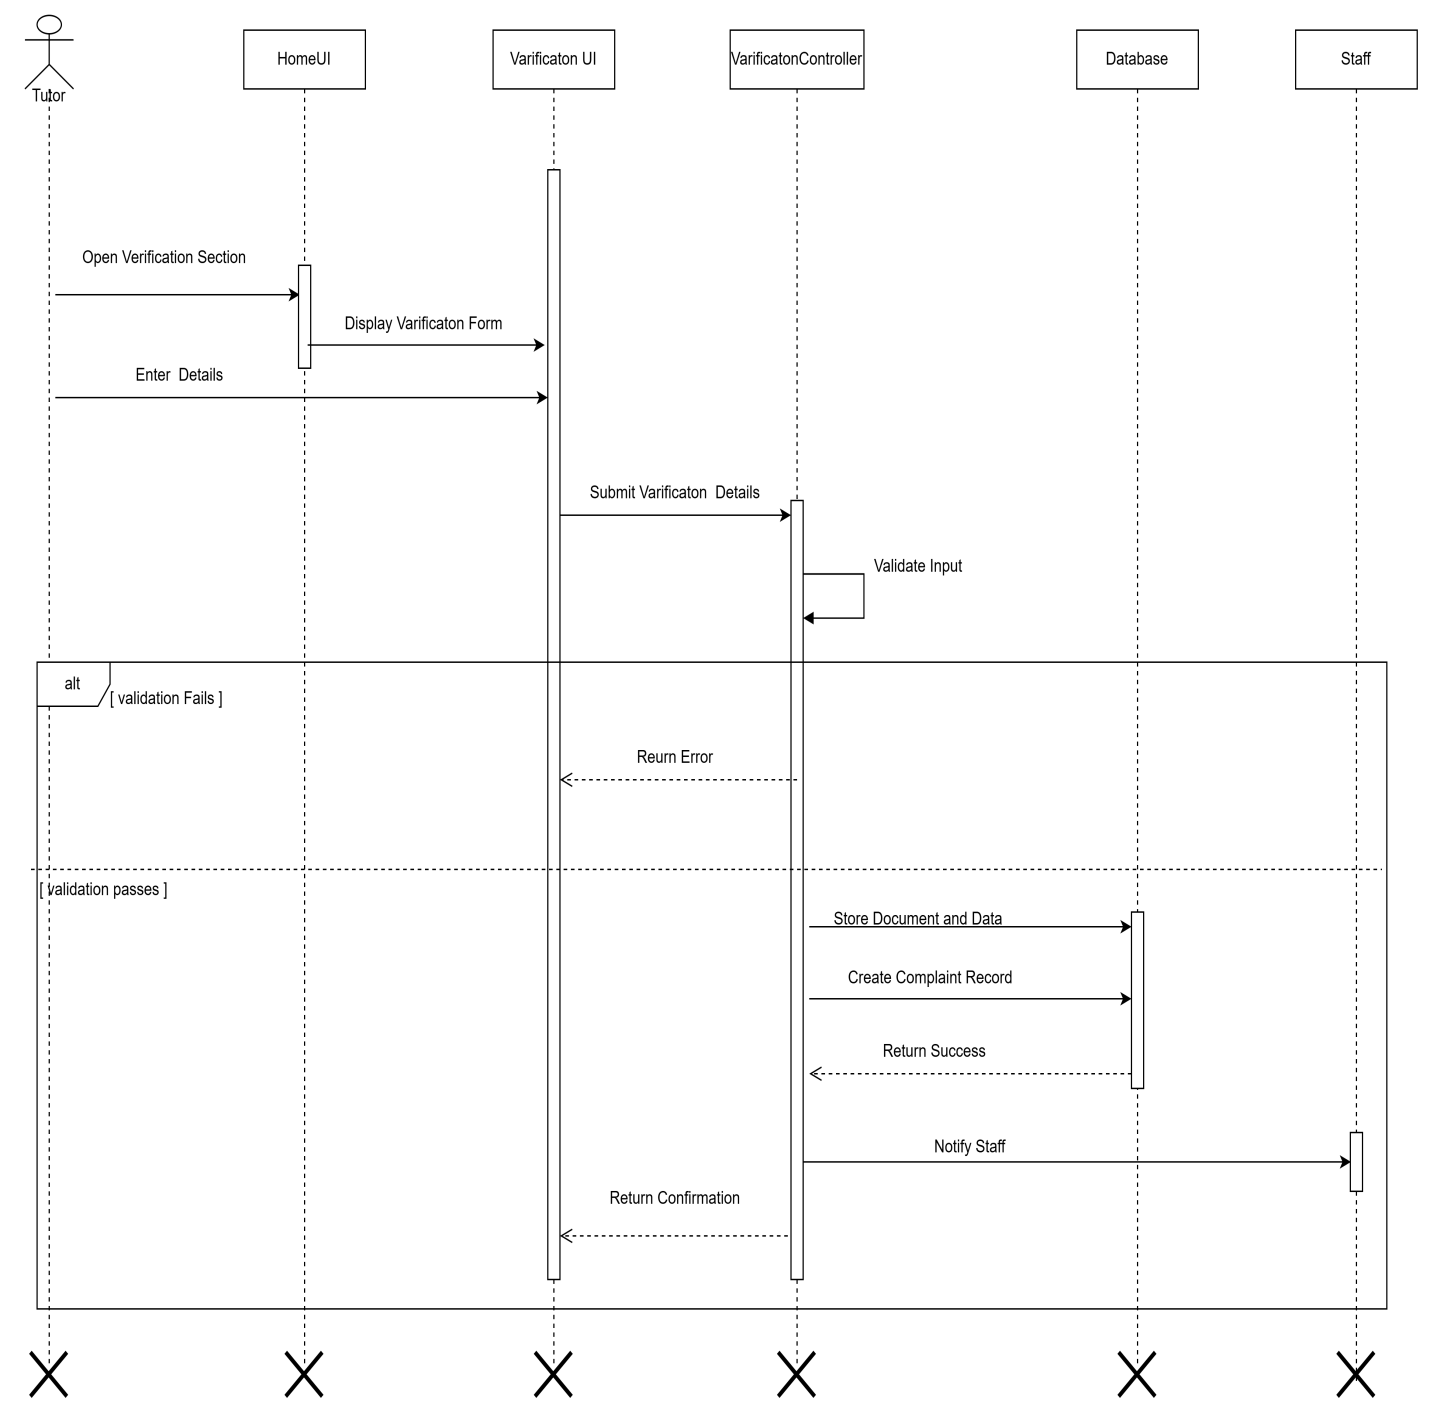 Tutor
HomeUI
Varificaton UI
VarificatonController
Database
Staff
Open Verification Section
Display Varificaton Form
Enter  Details
Submit Varificaton  Details
Validate Input
alt
[ validation Fails ]
Reurn Error
[ validation passes ]
Store Document and Data
Create Complaint Record
Return Success
Notify Staff
Return Confirmation